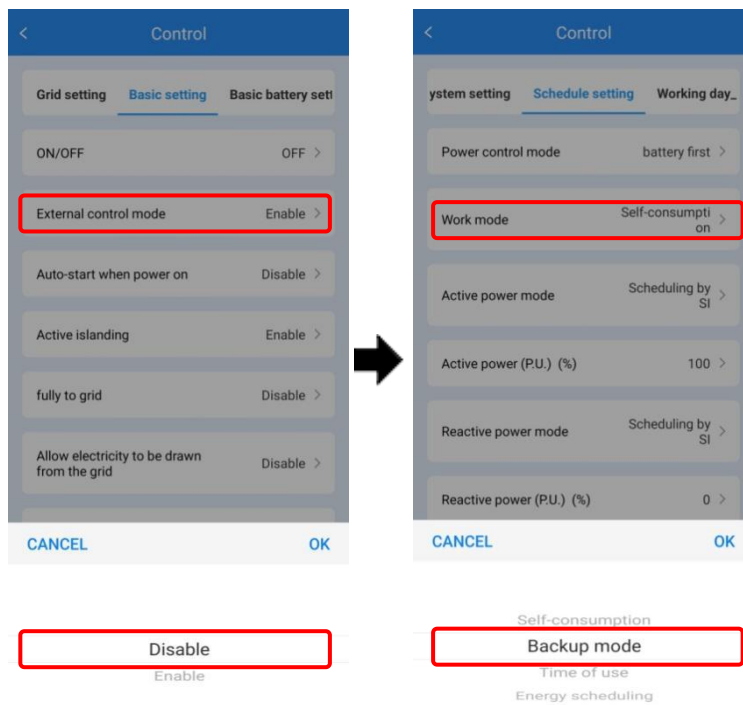 Control
Grid setting Basic setting Basic battery sett
ON/OFF OFF >
External control mode Enable >
Auto-start when power on Disable >
Active islanding Enable >
fully to grid Disable >
Allow electricity to be drawn
from the grid Disable >
CANCEL OK
Disable
Enable
Control
ystem setting Schedule setting Working day_
Power control mode battery first >
Work mode Self-consumpti
on >
Active power mode Scheduling by
SI >
Active power (P.U.) (%) 100 >
Reactive power mode Scheduling by
SI >
Reactive power (P.U.) (%) 0 >
CANCEL OK
Self-consumption
Backup mode
Time of use
Energy scheduling